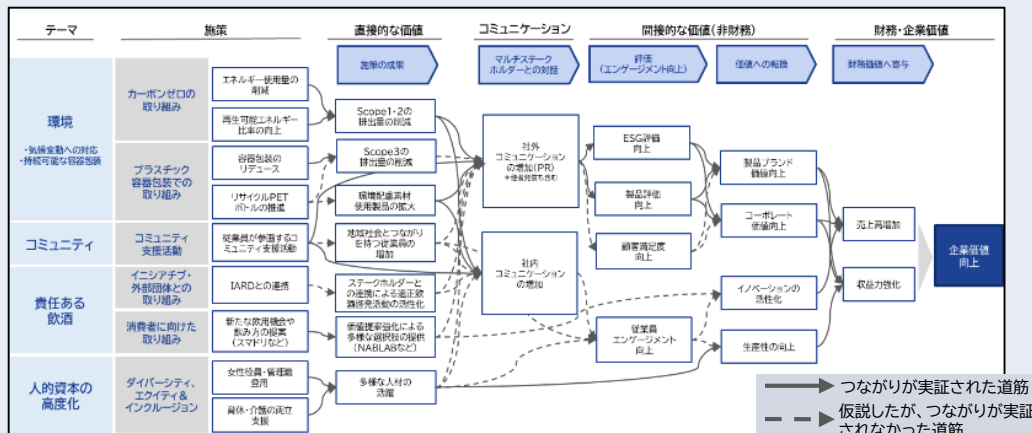 テーマ
施策
直接的な価値
コミュニケーション
間接的な価値(非財務)
財務・企業価値
施策の成果
マルチステーク
ホルダーとの対話
評価
(エンゲージメント向上)
価値への転換
財務価値へ寄与
環境
・気候変動への対応
・持続可能な容器包装
コミュニティ
責任ある
飲酒
人的資本の
高度化
カーボンゼロの
取り組み
プラスチック
容器包装での
取り組み
コミュニティ
支援活動
イニシアチブ・
外部団体との
取り組み
消費者に向けた
取り組み
ダイバーシティ、
エクイティ&
インクルージョン
エネルギー使用量の
削減
再生可能エネルギー
比率の向上
容器包装の
リデュース
リサイクルPET
ボトルの推進
従業員が参画するコ
ミュニティ支援活動
IARDとの連携
新たな飲用機会や
飲み方の提案
(スマドリなど)
女性役員・管理職
登用
育休・介護の両立
支援
Scope1・2の
排出量の削減
Scope3の
排出量の削減
環境配慮素材
使用製品の拡大
地域社会とつながり
を持つ従業員の
増加
ステークホルダーと
の連携による適正飲
酒啓発活動の活性化
価値提案強化による
多様な選択肢の提供
(NABLABなど)
多様な人材の
活躍
社外
コミュニケーション
の増加(PR)
*他者発信も含む
社内
コミュニケーション
の増加
ESG評価
向上
製品評価
向上
顧客満足度
向上
従業員
エンゲージメント
向上
製品ブランド
価値向上
コーポレート
価値向上
イノベーションの
活性化
生産性の向上
売上高増加
収益力強化
企業価値
向上
つながりが実証された道筋
仮説したが、つながりが実証
されなかった道筋